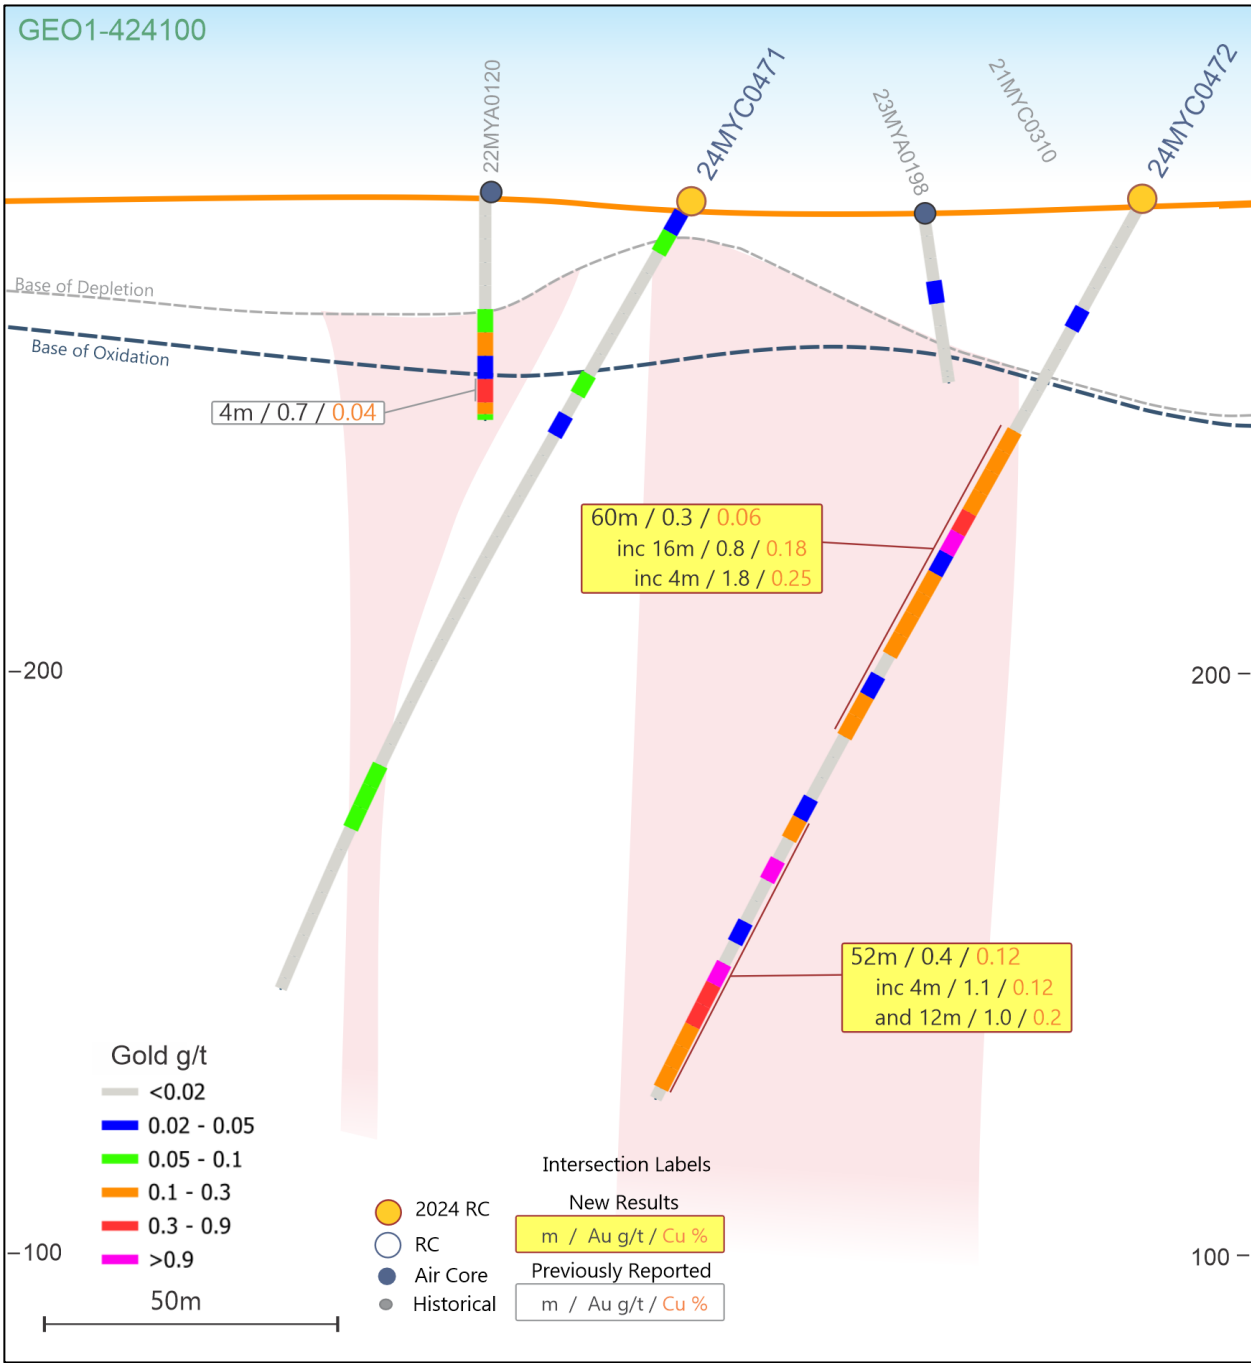 GEO1-424100
22MYA0120
24MYC0471
23MYA0198
21MYC0310
24MYC0472
Base of Depletion
Base of Oxidation
4m / 0.7 / 0.04
60m / 0.3 / 0.06
inc 16m / 0.8 / 0.18
inc 4m / 1.8 / 0.25
200
200
52m / 0.4 / 0.12
inc 4m / 1.1 / 0.12
and 12m / 1.0 / 0.2
Gold g/t
<0.02
0.02 - 0.05
0.05 - 0.1
0.1 - 0.3
0.3 - 0.9
>0.9
50m
2024 RC
RC
Air Core
Historical
Intersection Labels
New Results
m / Au g/t / Cu %
Previously Reported
m / Au g/t / Cu %
100
100